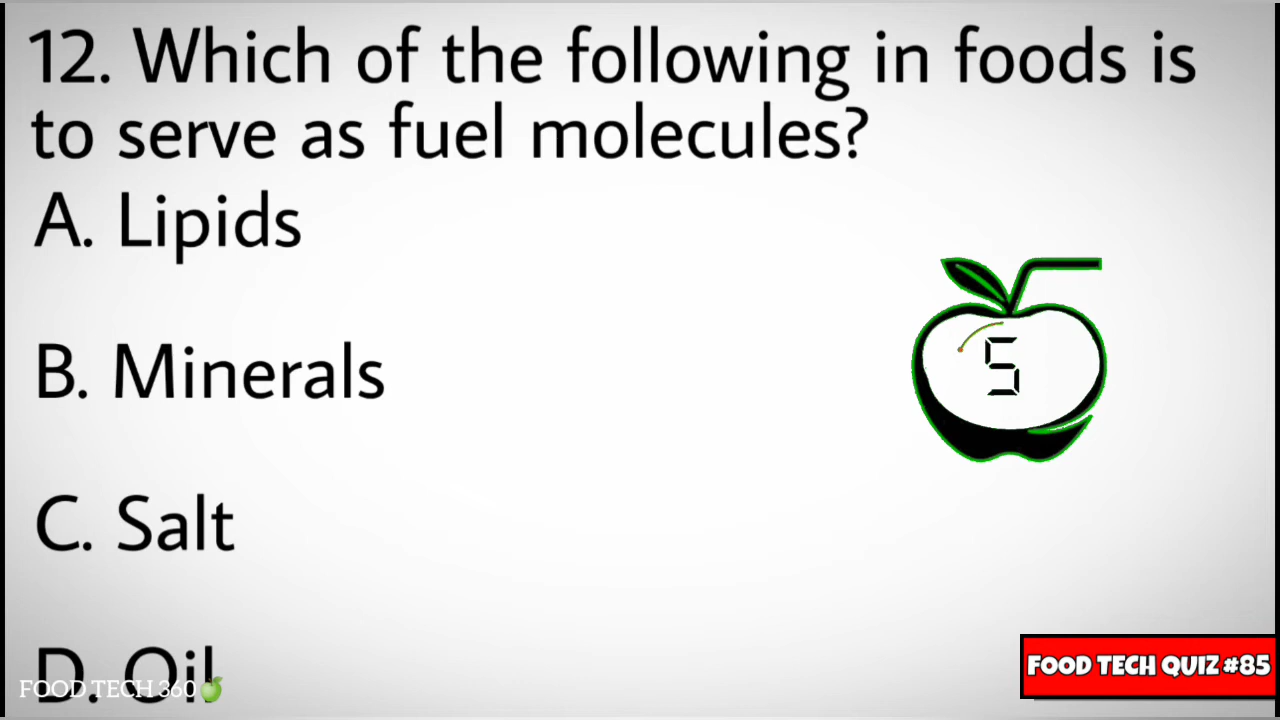 12. Which of the following in foods is
to serve as fuel molecules?
A. Lipids
5
B. Minerals
C. Salt
D. Oil
FOOD TECH 360
FOOD TECH QUIZ #85